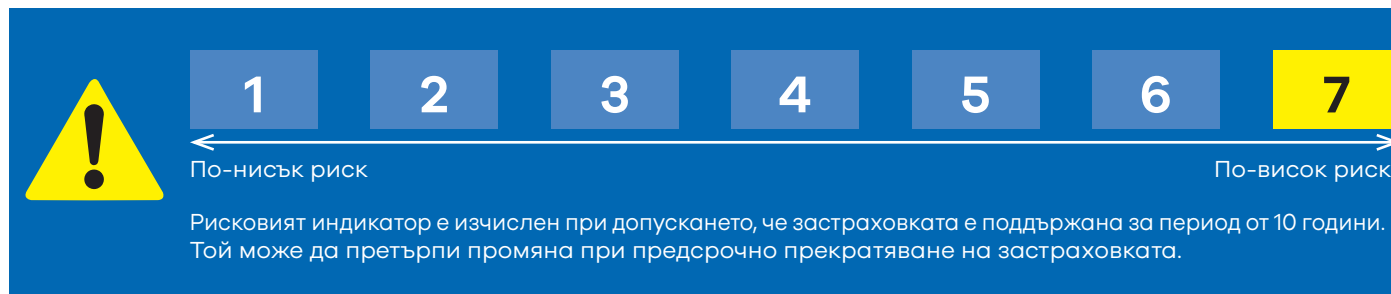 1 2 3 4 5 6 7
По-нисък риск По-висок риск
Рисковият индикатор е изчислен при допускането, че застраховката е поддържана за период от 10 години.
Той може да претърпи промяна при предсрочно прекратяване на застраховката.